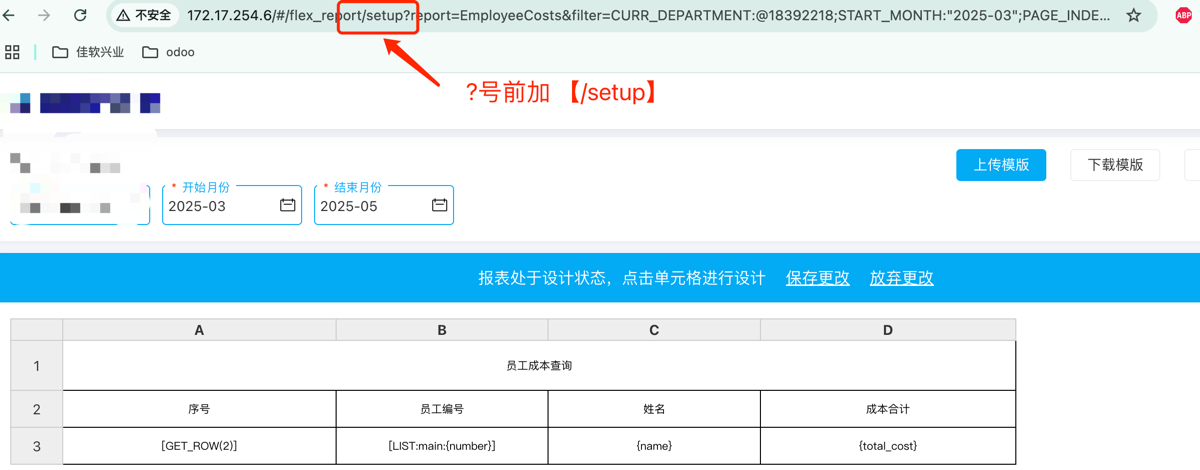 不安全 172.17.254.6/#/flex_report/setup?report=EmployeeCosts&filter=CURR_DEPARTMENT:@18392218;START_MONTH:"2025-03";PAGE_INDE... ABP
佳软兴业 odoo
?号前加 【/setup】
上传模版 下载模版
* 开始月份 * 结束月份
2025-03 2025-05
报表处于设计状态，点击单元格进行设计 保存更改 放弃更改
A B C D
1 员工成本查询
2 序号 员工编号 姓名 成本合计
3 [GET_ROW(2)] [LIST:main:{number}] {name} {total_cost}